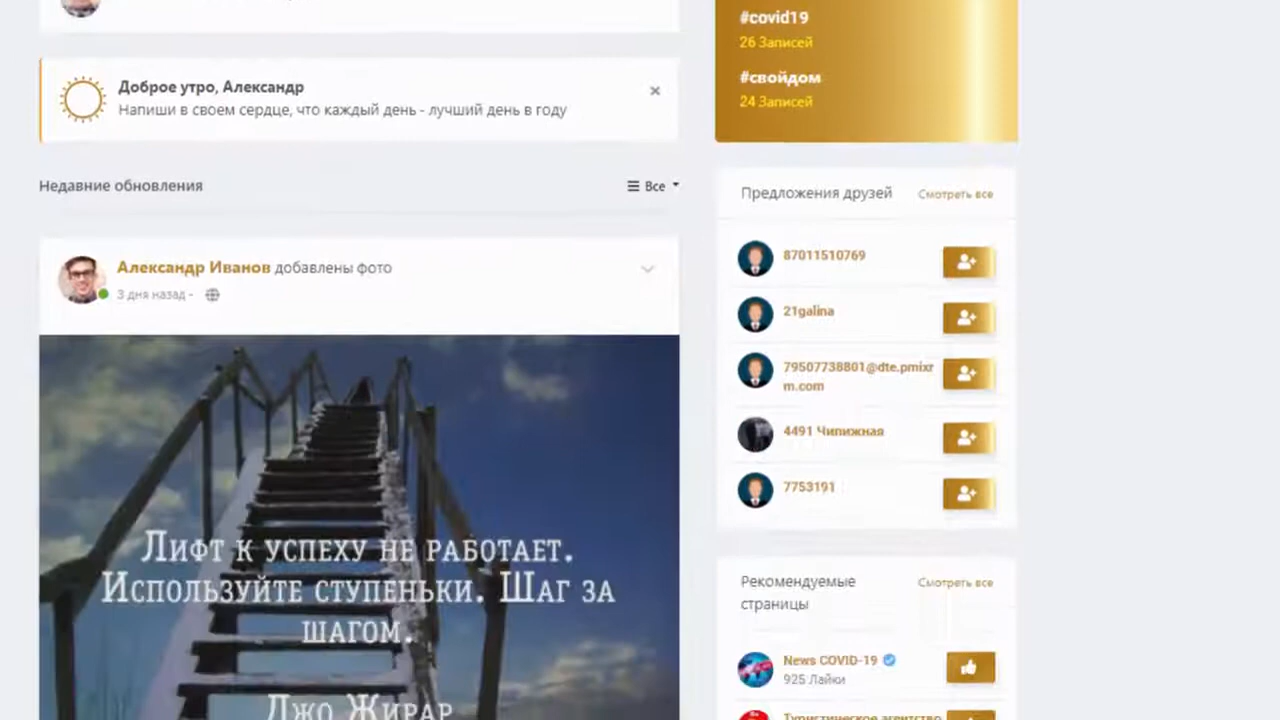 Доброе утро, Александр
Напиши в своем сердце, что каждый день - лучший день в году
Недавние обновления
Все
Александр Иванов добавлены фото
3 дня назад -
Лифт к успеху не работает.
Используйте ступеньки. Шаг за
шагом.
Джо Жирар
#covid19
26 Записей
#свойдом
24 Записей
Предложения друзей
Смотреть все
87011510769
21galina
79507738801@dte.pmixr
m.com
4491 Чипижная
7753191
Рекомендуемые
страницы
Смотреть все
News COVID-19
925 Лайки
Туристическое агентство